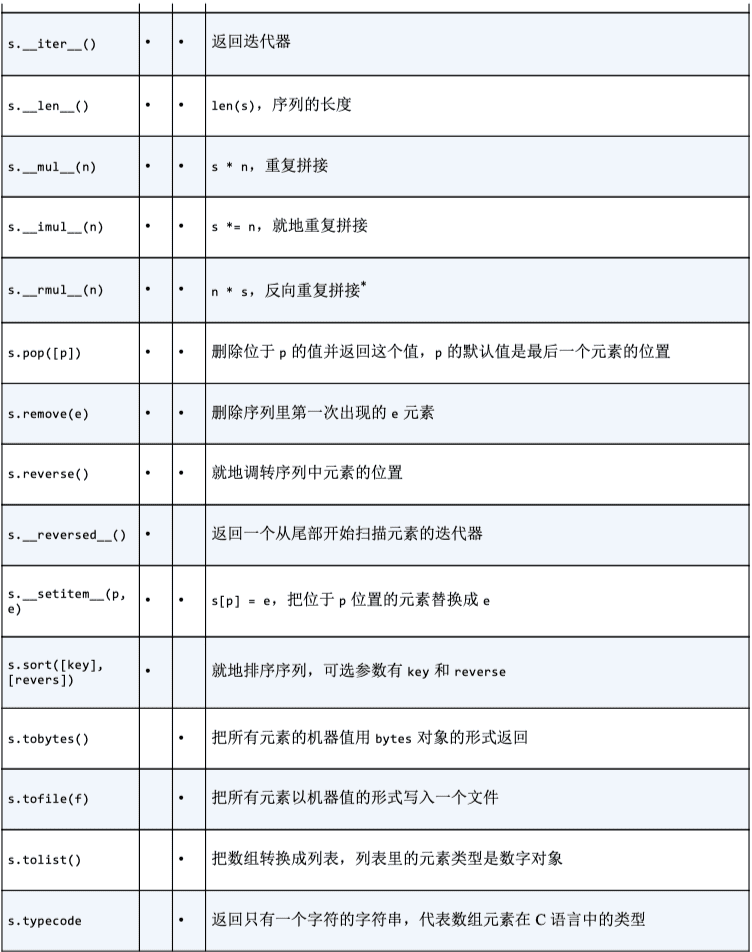 s.__iter__() • • 返回迭代器
s.__len__() • • len(s)，序列的长度
s.__mul__(n) • • s * n，重复拼接
s.__imul__(n) • • s *= n，就地重复拼接
s.__rmul__(n) • • n * s，反向重复拼接*
s.pop([p]) • • 删除位于 p 的值并返回这个值，p 的默认值是最后一个元素的位置
s.remove(e) • • 删除序列里第一次出现的 e 元素
s.reverse() • • 就地调转序列中元素的位置
s.__reversed__() • 返回一个从尾部开始扫描元素的迭代器
s.__setitem__(p,
e) • • s[p] = e，把位于 p 位置的元素替换成 e
s.sort([key],
[revers]) • 就地排序序列，可选参数有 key 和 reverse
s.tobytes() • 把所有元素的机器值用 bytes 对象的形式返回
s.tofile(f) • 把所有元素以机器值的形式写入一个文件
s.tolist() • 把数组转换成列表，列表里的元素类型是数字对象
s.typecode • 返回只有一个字符的字符串，代表数组元素在 C 语言中的类型